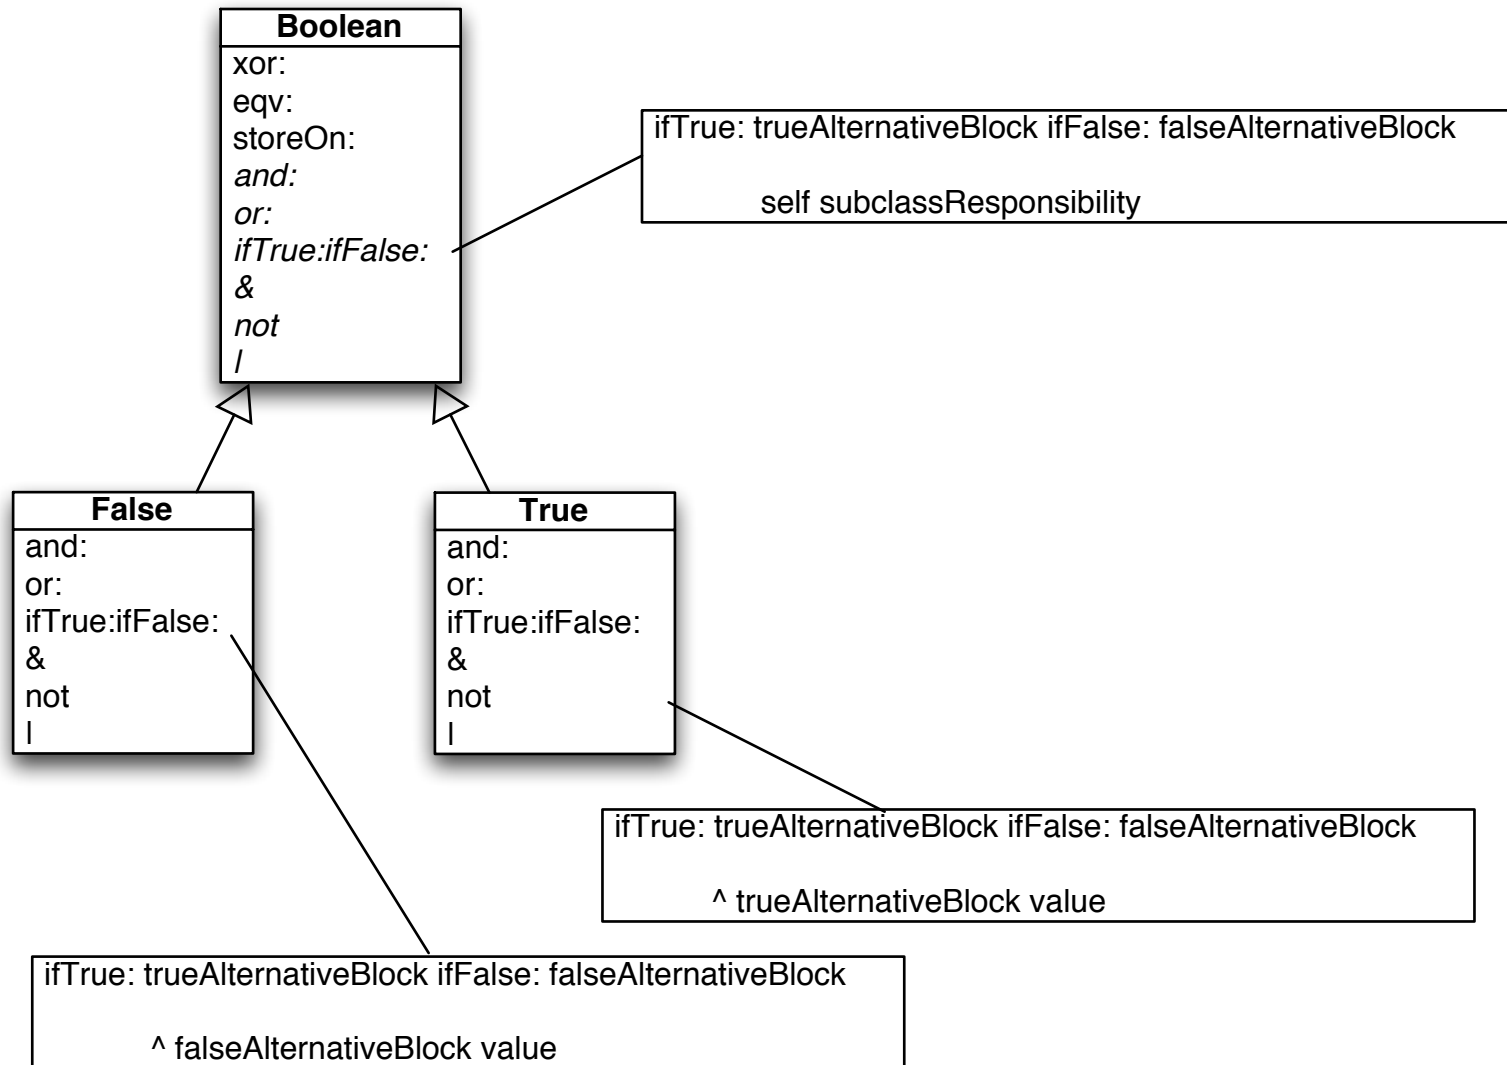 Boolean
xor:
eqv:
storeOn:
and:
or:
ifTrue:ifFalse:
&
not
|
ifTrue: trueAlternativeBlock ifFalse: falseAlternativeBlock
self subclassResponsibility
False
and:
or:
ifTrue:ifFalse:
&
not
|
True
and:
or:
ifTrue:ifFalse:
&
not
|
ifTrue: trueAlternativeBlock ifFalse: falseAlternativeBlock
^ trueAlternativeBlock value
ifTrue: trueAlternativeBlock ifFalse: falseAlternativeBlock
^ falseAlternativeBlock value